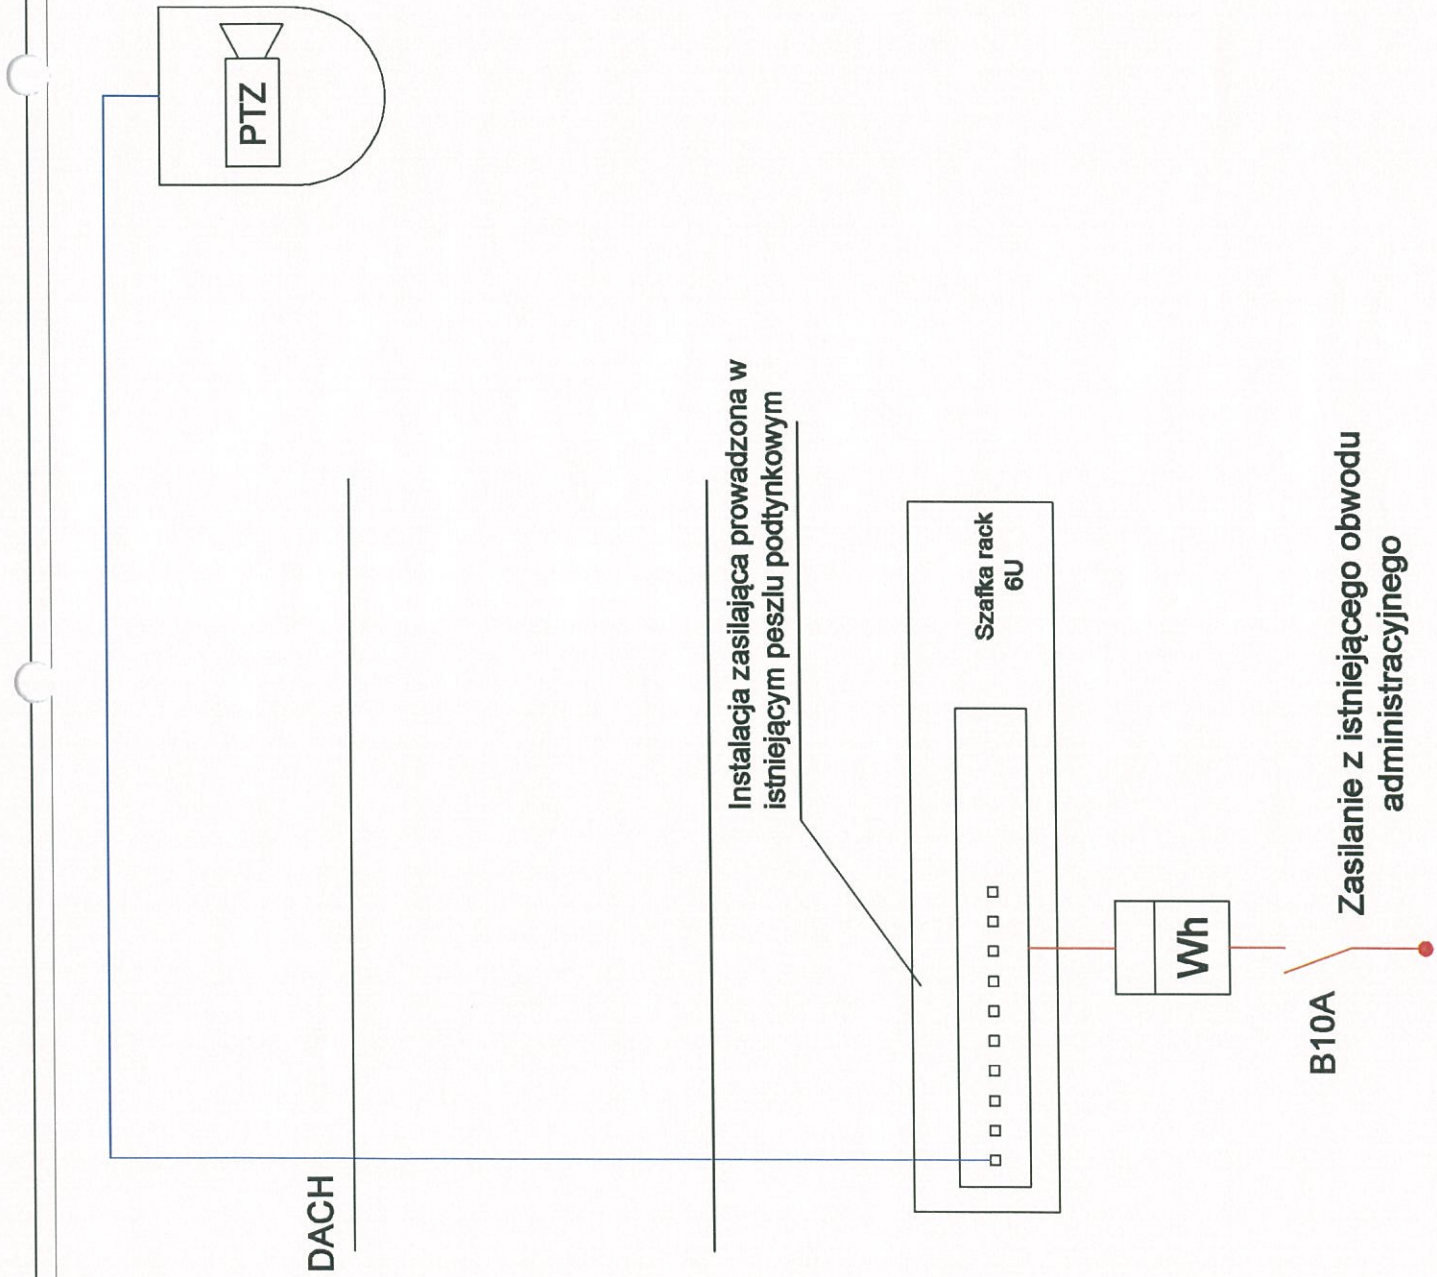 PTZ
DACH
Instalacja zasilająca prowadzona w
istniejącym peszlu podtynkowym
Szafka rack
6U
Wh
B10A
Zasilanie z istniejącego obwodu
administracyjnego